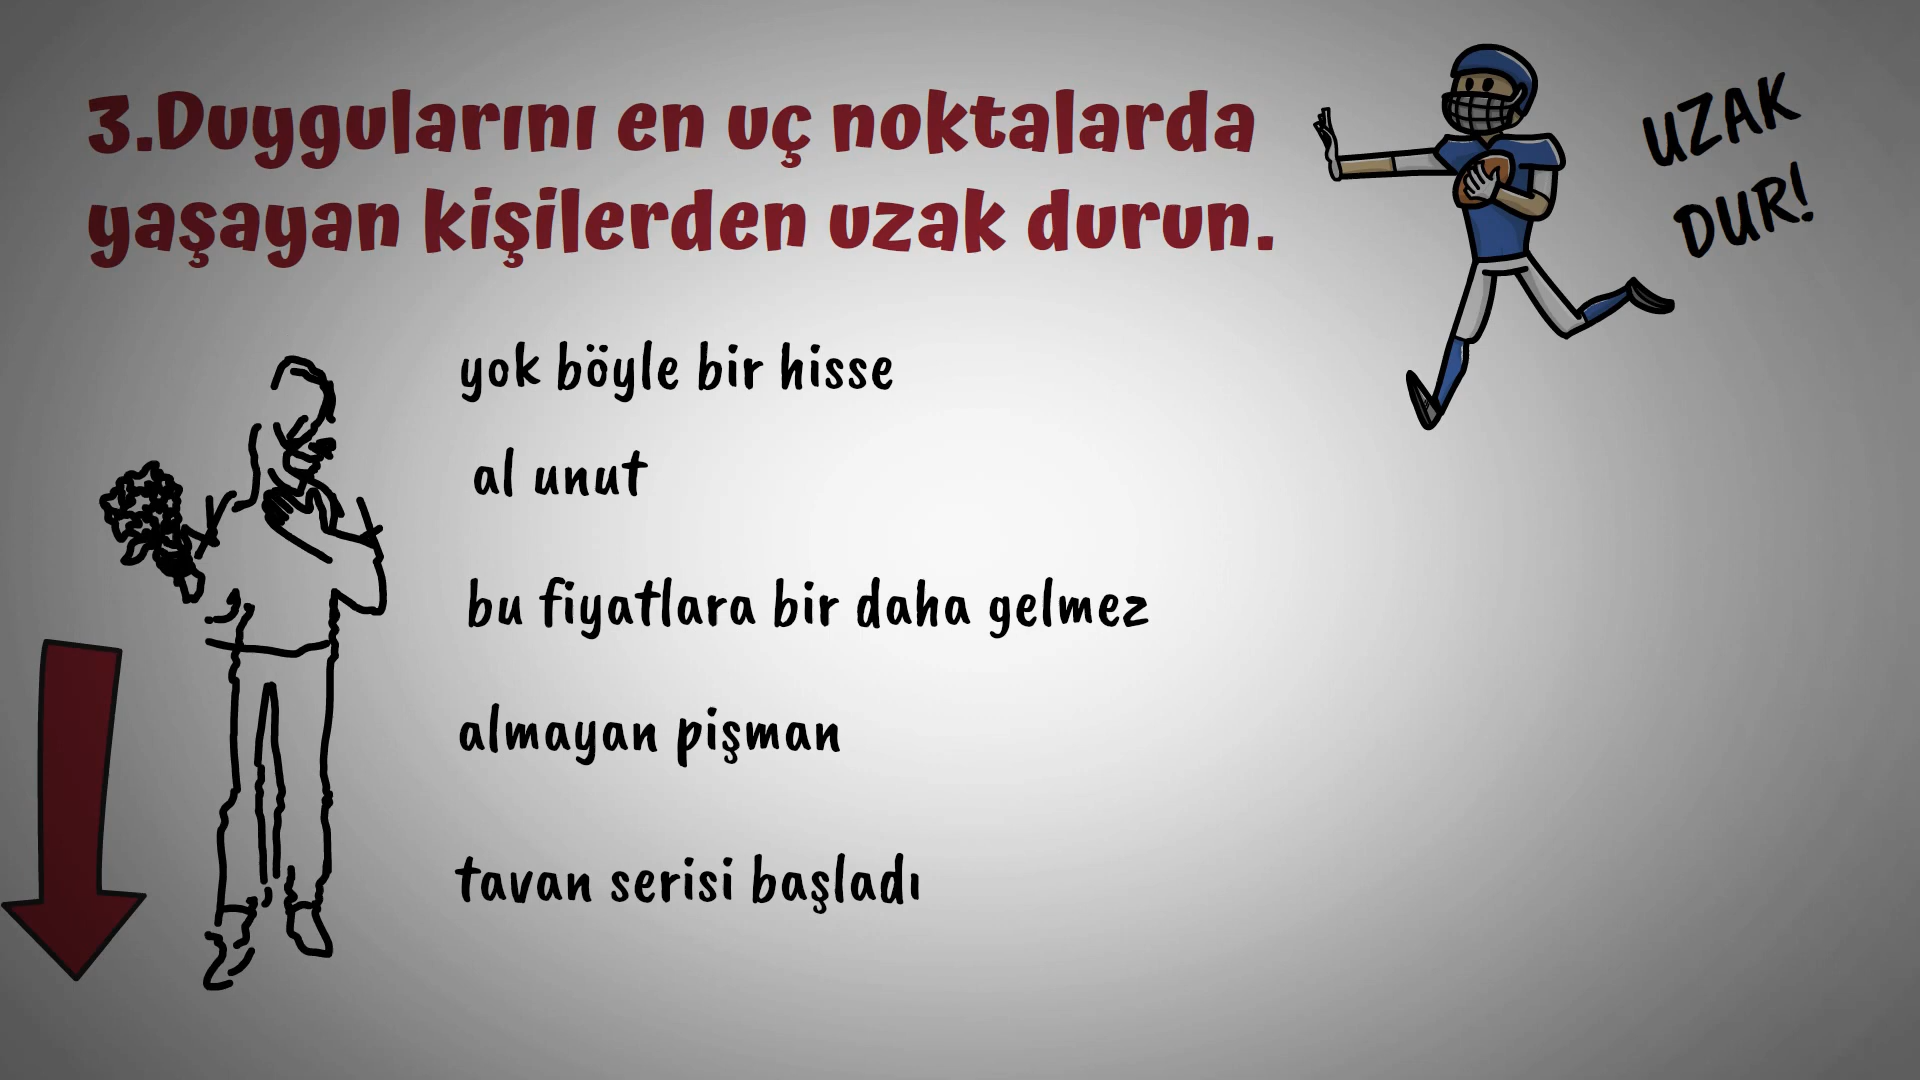 3.Duygularını en uç noktalarda
yaşayan kişilerden uzak durun.
UZAK
DUR!
yok böyle bir hisse
al unut
bu fiyatlara bir daha gelmez
almayan pişman
tavan serisi başladı